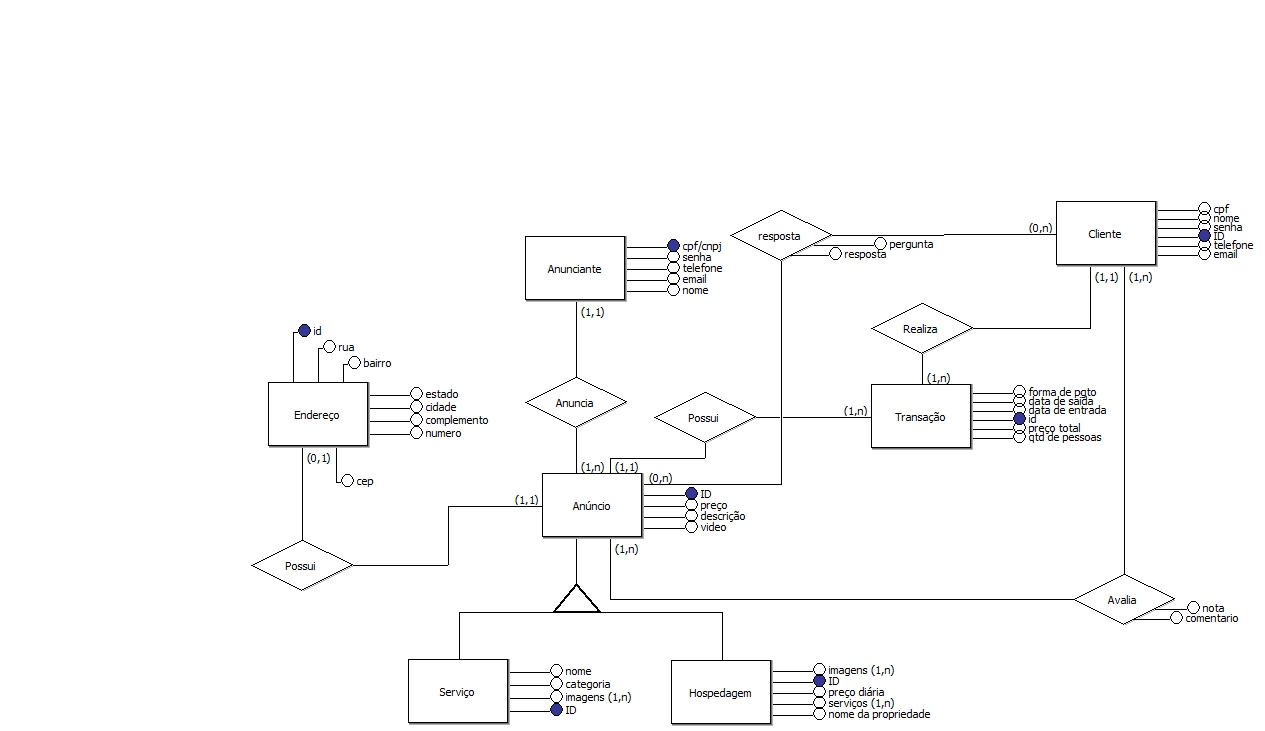 cpf
nome
senha
ID
telefone
email
Cliente
(0,n)
(1,1)
(1,n)
resposta
pergunta
resposta
Anunciante
cpf/cnpj
senha
telefone
email
nome
(1,1)
id
rua
bairro
Endereço
estado
cidade
complemento
numero
(0,1)
cep
Anuncia
Realiza
(1,n)
Possui
(1,n)
Transação
forma de pgto
data de saída
data de entrada
id
preço total
qtd de pessoas
(1,n)
(1,1)
(0,n)
(1,1)
Anúncio
ID
preço
descrição
video
(1,n)
Possui
Avalia
nota
comentario
Serviço
nome
categoria
imagens (1,n)
ID
Hospedagem
imagens (1,n)
ID
preço diária
serviços (1,n)
nome da propriedade